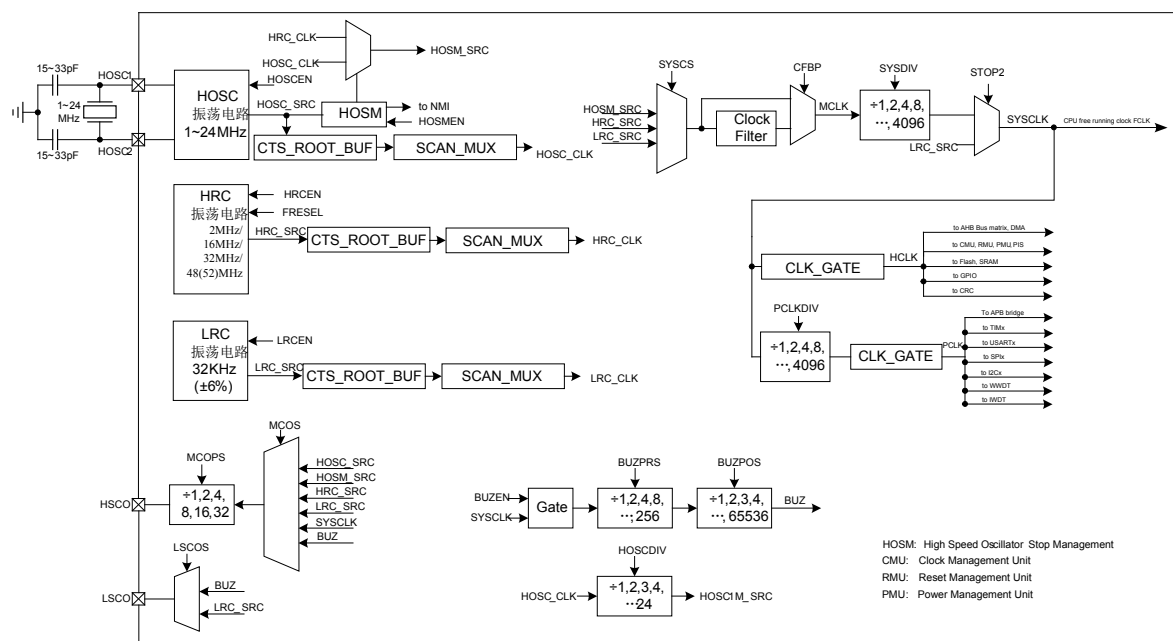 HRC_CLK
HOSC_CLK
HOSM_SRC
15~33pF
HOSC1
1~24
MHz
15~33pF
HOSC2
HOSC
振荡电路
1~24MHz
HOSCEN
HOSC_SRC
HOSM
to NMI
HOSMEN
CTS_ROOT_BUF
SCAN_MUX
HOSC_CLK
SYSCS
HOSM_SRC
HRC_SRC
LRC_SRC
Clock
Filter
CFBP
MCLK
SYSDIV
÷1,2,4,8,
…, 4096
STOP2
LRC_SRC
SYSCLK
CPU free running clock FCLK
HRC
振荡电路
2MHz/
16MHz/
32MHz/
48(52)MHz
HRCEN
FRESEL
HRC_SRC
CTS_ROOT_BUF
SCAN_MUX
HRC_CLK
CLK_GATE
HCLK
to AHB Bus matrix, DMA
to CMU, RMU, PMU, PIS
to Flash, SRAM
to GPIO
to CRC
LRC
振荡电路
32KHz
(±6%)
LRCEN
LRC_SRC
CTS_ROOT_BUF
SCAN_MUX
LRC_CLK
PCLKDIV
÷1,2,4,8,
…, 4096
CLK_GATE
PCLK
To APB bridge
to TIMx
to USARTx
to SPIx
to I2Cx
to WWDT
to IWDT
MCOS
MCOPS
HSCO
÷1,2,4,
8,16,32
HOSC_SRC
HOSM_SRC
HRC_SRC
LRC_SRC
SYSCLK
BUZ
LSCOS
LSCO
BUZ
LRC_SRC
BUZEN
SYSCLK
Gate
BUZPRS
÷1,2,4,8,
…,256
BUZPOS
÷1,2,3,4,
…, 65536
BUZ
HOSCDIV
HOSC_CLK
÷1,2,3,4,
…24
HOSC1M_SRC
HOSM: High Speed Oscillator Stop Management
CMU: Clock Management Unit
RMU: Reset Management Unit
PMU: Power Management Unit